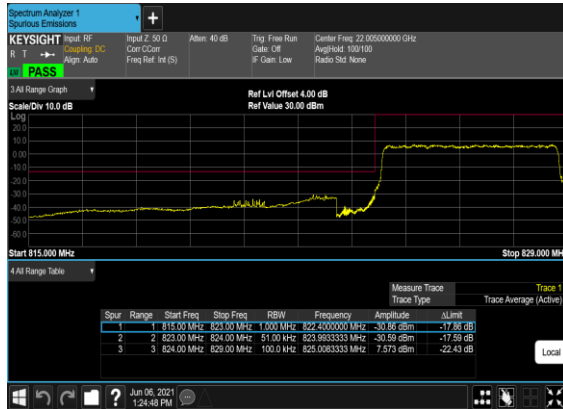 Spectrum Analyzer 1
Spurious Emissions
+
KEYSIGHT Input: RF Input Z: 50 Ω Atten: 40 dB Trig: Free Run Center Freq: 22.005000000 GHz
R T Coupling: DC Corr CCorr Gate: Off Avg|Hold: 100/100
Align: Auto Freq Ref: Int (S) IF Gain: Low Radio Std: None
PASS
3 All Range Graph
Ref Lvl Offset 4.00 dB
Scale/Div 10.0 dB Ref Value 30.00 dBm
Log
20.0
10.0
0.00
-10.0
-20.0
-30.0
-40.0
-50.0
-60.0
Start 815.000 MHz Stop 829.000 MHz
4 All Range Table
Measure Trace Trace 1
Trace Type Trace Average (Active)
Spur Range Start Freq Stop Freq RBW Frequency Amplitude ΔLimit
1 1 815.00 MHz 823.00 MHz 1.000 MHz 822.4000000 MHz -30.86 dBm -17.86 dB
2 2 823.00 MHz 824.00 MHz 51.00 kHz 823.9933333 MHz -30.59 dBm -17.59 dB
3 3 824.00 MHz 829.00 MHz 100.0 kHz 825.0083333 MHz 7.573 dBm -22.43 dB
Local
? Jun 06, 2021
1:24:48 PM